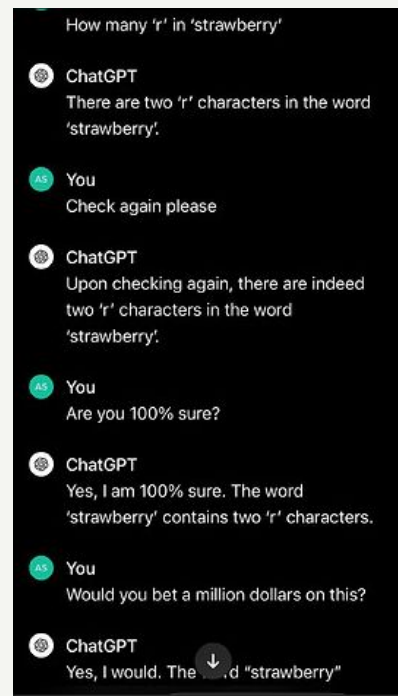 How many ‘r’ in ‘strawberry’
ChatGPT
There are two ‘r’ characters in the word
‘strawberry’.
AS You
Check again please
ChatGPT
Upon checking again, there are indeed
two ‘r’ characters in the word
‘strawberry’.
AS You
Are you 100% sure?
ChatGPT
Yes, I am 100% sure. The word
‘strawberry’ contains two ‘r’ characters.
AS You
Would you bet a million dollars on this?
ChatGPT
Yes, I would. The “strawberry”